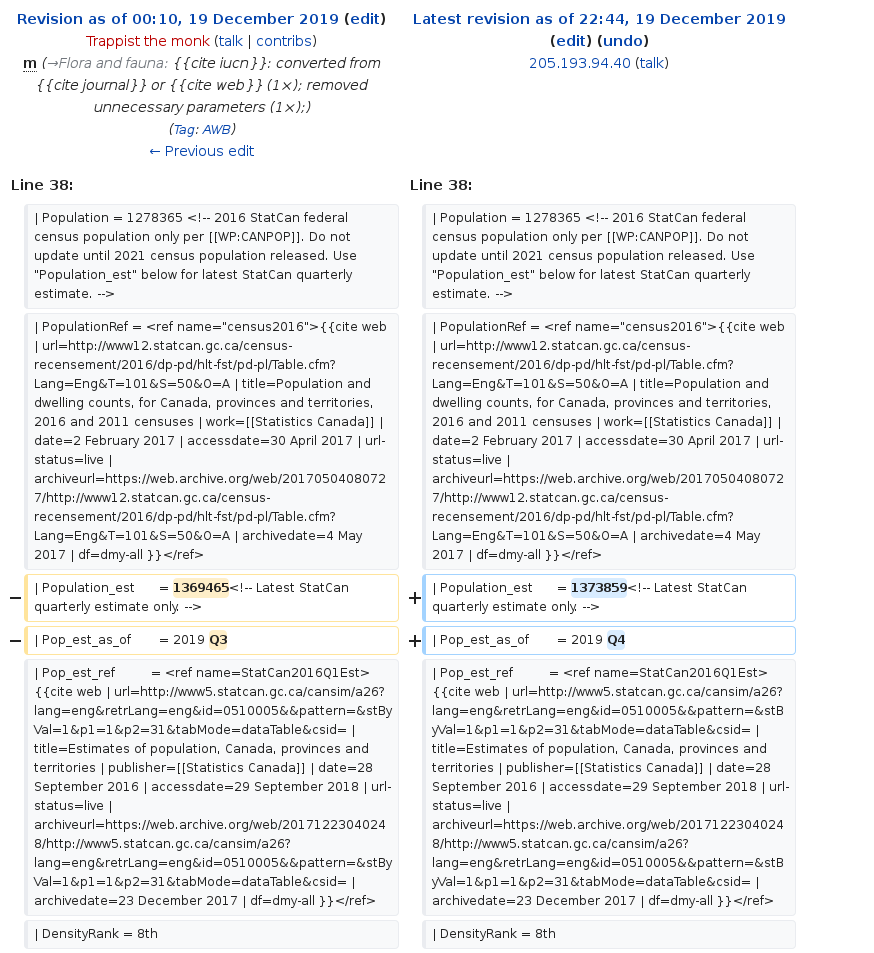 Revision as of 00:10, 19 December 2019 (edit)
Trappist the monk (talk | contribs)
m (→Flora and fauna: {{cite iucn}}: converted from
{{cite journal}} or {{cite web}} (1×); removed
unnecessary parameters (1×);)
(Tag: AWB)
← Previous edit
Latest revision as of 22:44, 19 December 2019
(edit) (undo)
205.193.94.40 (talk)
Line 38:
| Population = 1278365 <!-- 2016 StatCan federal
census population only per [[WP:CANPOP]]. Do not
update until 2021 census population released. Use
"Population_est" below for latest StatCan quarterly
estimate. -->
| PopulationRef = <ref name="census2016">{{cite web
| url=http://www12.statcan.gc.ca/census-
recensement/2016/dp-pd/hlt-fst/pd-pl/Table.cfm?
Lang=Eng&T=101&S=50&O=A | title=Population and
dwelling counts, for Canada, provinces and territories,
2016 and 2011 censuses | work=[[Statistics Canada]] |
date=2 February 2017 | accessdate=30 April 2017 | url-
status=live |
archiveurl=https://web.archive.org/web/2017050408072
7/http://www12.statcan.gc.ca/census-
recensement/2016/dp-pd/hlt-fst/pd-pl/Table.cfm?
Lang=Eng&T=101&S=50&O=A | archivedate=4 May
2017 | df=dmy-all }}</ref>
− | Population_est = 1369465<!-- Latest StatCan
quarterly estimate only. -->
− | Pop_est_as_of = 2019 Q3
| Pop_est_ref = <ref name=StatCan2016Q1Est>
{{cite web | url=http://www5.statcan.gc.ca/cansim/a26?
lang=eng&retrLang=eng&id=0510005&&pattern=&stBy
Val=1&p1=1&p2=31&tabMode=dataTable&csid= |
title=Estimates of population, Canada, provinces and
territories | publisher=[[Statistics Canada]] | date=28
September 2016 | accessdate=29 September 2018 | url-
status=live |
archiveurl=https://web.archive.org/web/2017122304024
8/http://www5.statcan.gc.ca/cansim/a26?
lang=eng&retrLang=eng&id=0510005&&pattern=&stBy
Val=1&p1=1&p2=31&tabMode=dataTable&csid= |
archivedate=23 December 2017 | df=dmy-all }}</ref>
| DensityRank = 8th
Line 38:
| Population = 1278365 <!-- 2016 StatCan federal
census population only per [[WP:CANPOP]]. Do not
update until 2021 census population released. Use
"Population_est" below for latest StatCan quarterly
estimate. -->
| PopulationRef = <ref name="census2016">{{cite web
| url=http://www12.statcan.gc.ca/census-
recensement/2016/dp-pd/hlt-fst/pd-pl/Table.cfm?
Lang=Eng&T=101&S=50&O=A | title=Population and
dwelling counts, for Canada, provinces and territories,
2016 and 2011 censuses | work=[[Statistics Canada]] |
date=2 February 2017 | accessdate=30 April 2017 | url-
status=live |
archiveurl=https://web.archive.org/web/2017050408072
7/http://www12.statcan.gc.ca/census-
recensement/2016/dp-pd/hlt-fst/pd-pl/Table.cfm?
Lang=Eng&T=101&S=50&O=A | archivedate=4 May
2017 | df=dmy-all }}</ref>
+ | Population_est = 1373859<!-- Latest StatCan
quarterly estimate only. -->
+ | Pop_est_as_of = 2019 Q4
| Pop_est_ref = <ref name=StatCan2016Q1Est>
{{cite web | url=http://www5.statcan.gc.ca/cansim/a26?
lang=eng&retrLang=eng&id=0510005&&pattern=&stB
yVal=1&p1=1&p2=31&tabMode=dataTable&csid= |
title=Estimates of population, Canada, provinces and
territories | publisher=[[Statistics Canada]] | date=28
September 2016 | accessdate=29 September 2018 | url-
status=live |
archiveurl=https://web.archive.org/web/2017122304024
8/http://www5.statcan.gc.ca/cansim/a26?
lang=eng&retrLang=eng&id=0510005&&pattern=&stB
yVal=1&p1=1&p2=31&tabMode=dataTable&csid= |
archivedate=23 December 2017 | df=dmy-all }}</ref>
| DensityRank = 8th